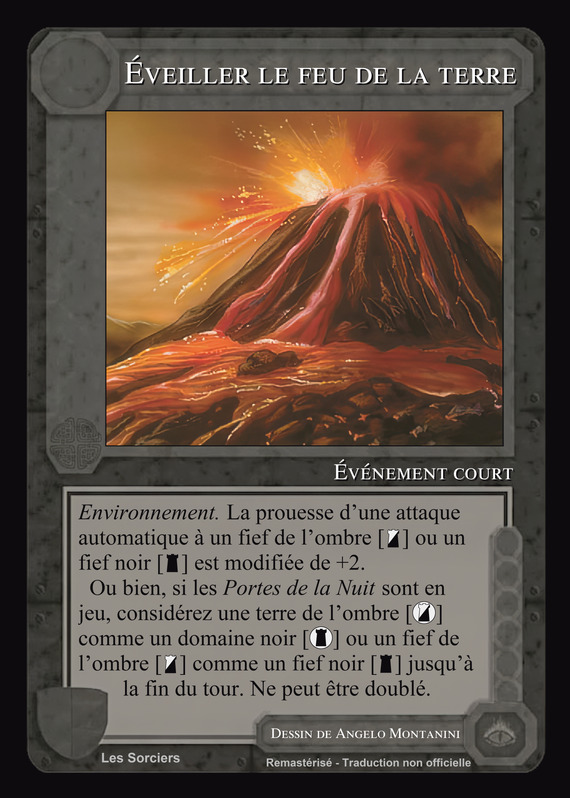 Éveiller le feu de la terre
Événement court
Environnement. La prouesse d’une attaque
automatique à un fief de l’ombre [] ou un
fief noir [] est modifiée de +2.
Ou bien, si les Portes de la Nuit sont en
jeu, considérez une terre de l’ombre []
comme un domaine noir [] ou un fief de
l’ombre [] comme un fief noir [] jusqu’à
la fin du tour. Ne peut être doublé.
Dessin de Angelo Montanini
Les Sorciers
Remastérisé - Traduction non officielle